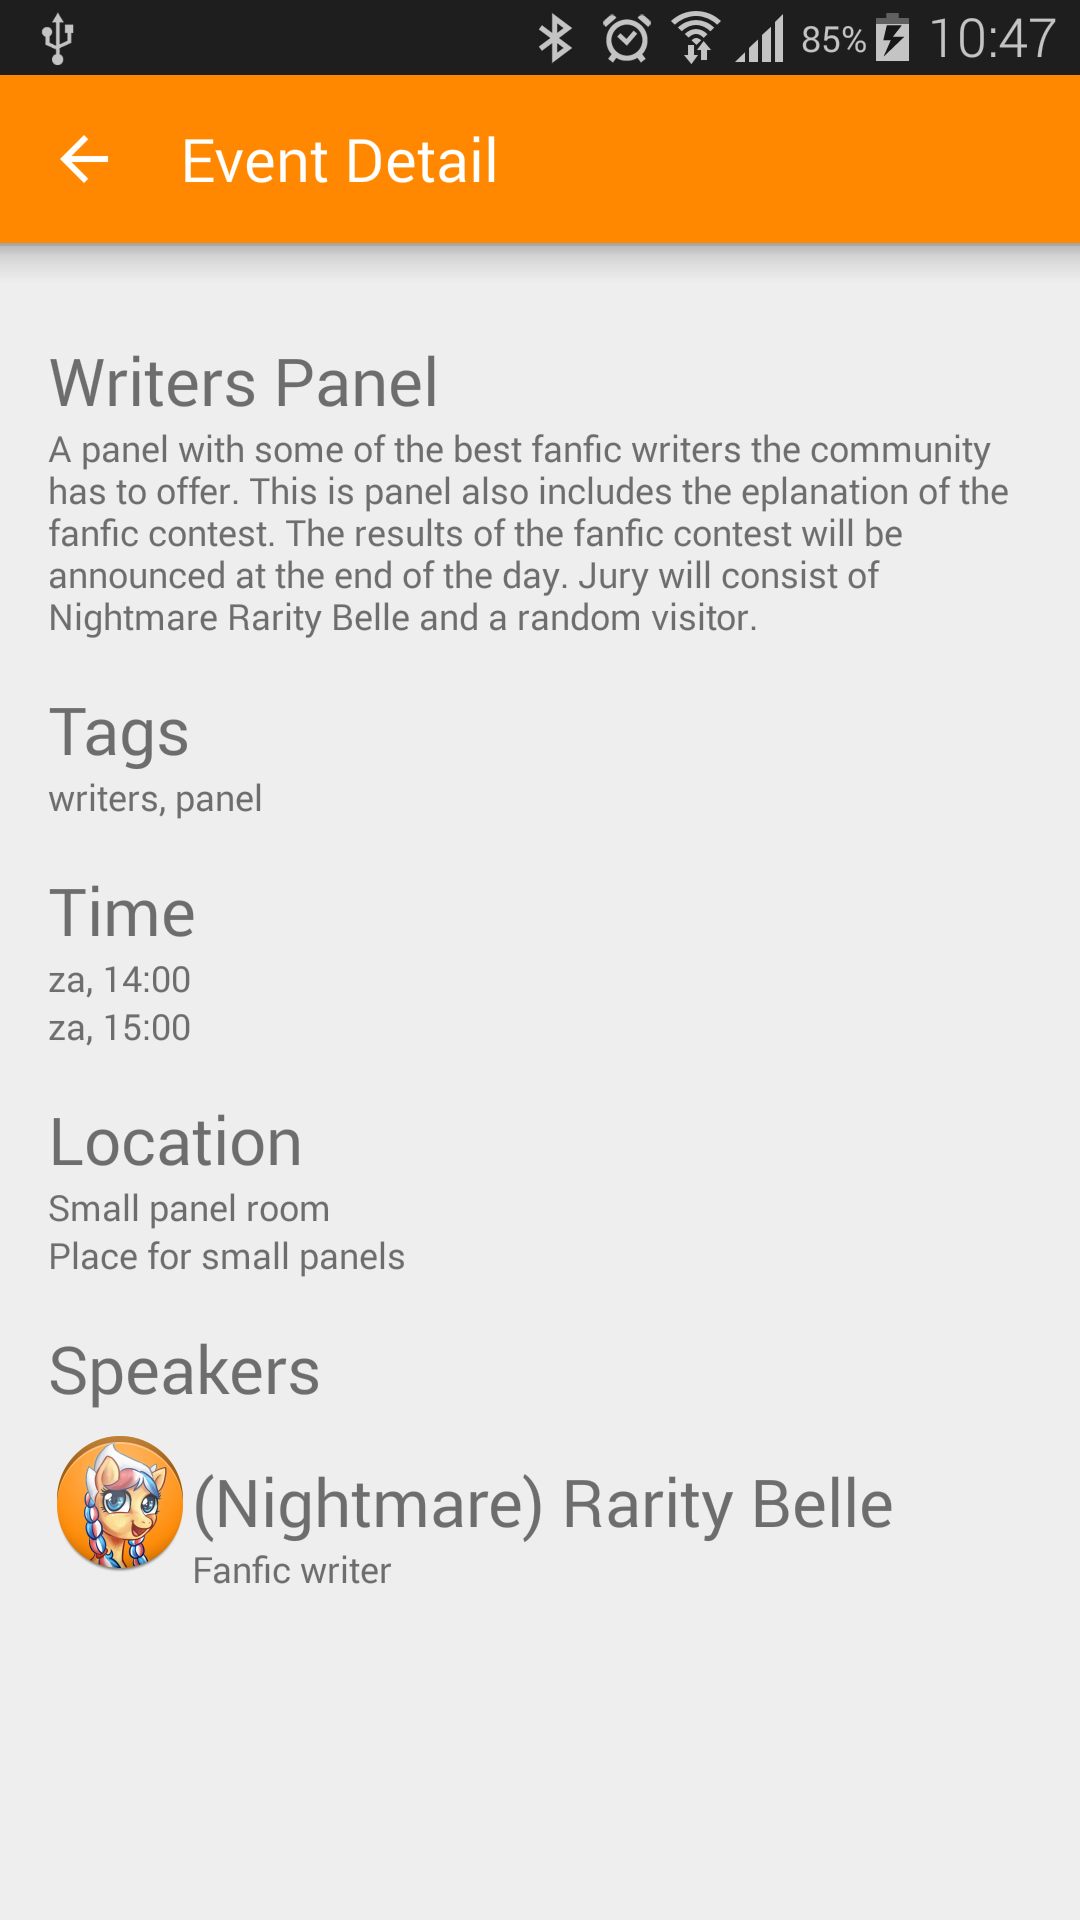 85% 10:47
Event Detail
Writers Panel
A panel with some of the best fanfic writers the community
has to offer. This is panel also includes the eplanation of the
fanfic contest. The results of the fanfic contest will be
announced at the end of the day. Jury will consist of
Nightmare Rarity Belle and a random visitor.
Tags
writers, panel
Time
za, 14:00
za, 15:00
Location
Small panel room
Place for small panels
Speakers
(Nightmare) Rarity Belle
Fanfic writer